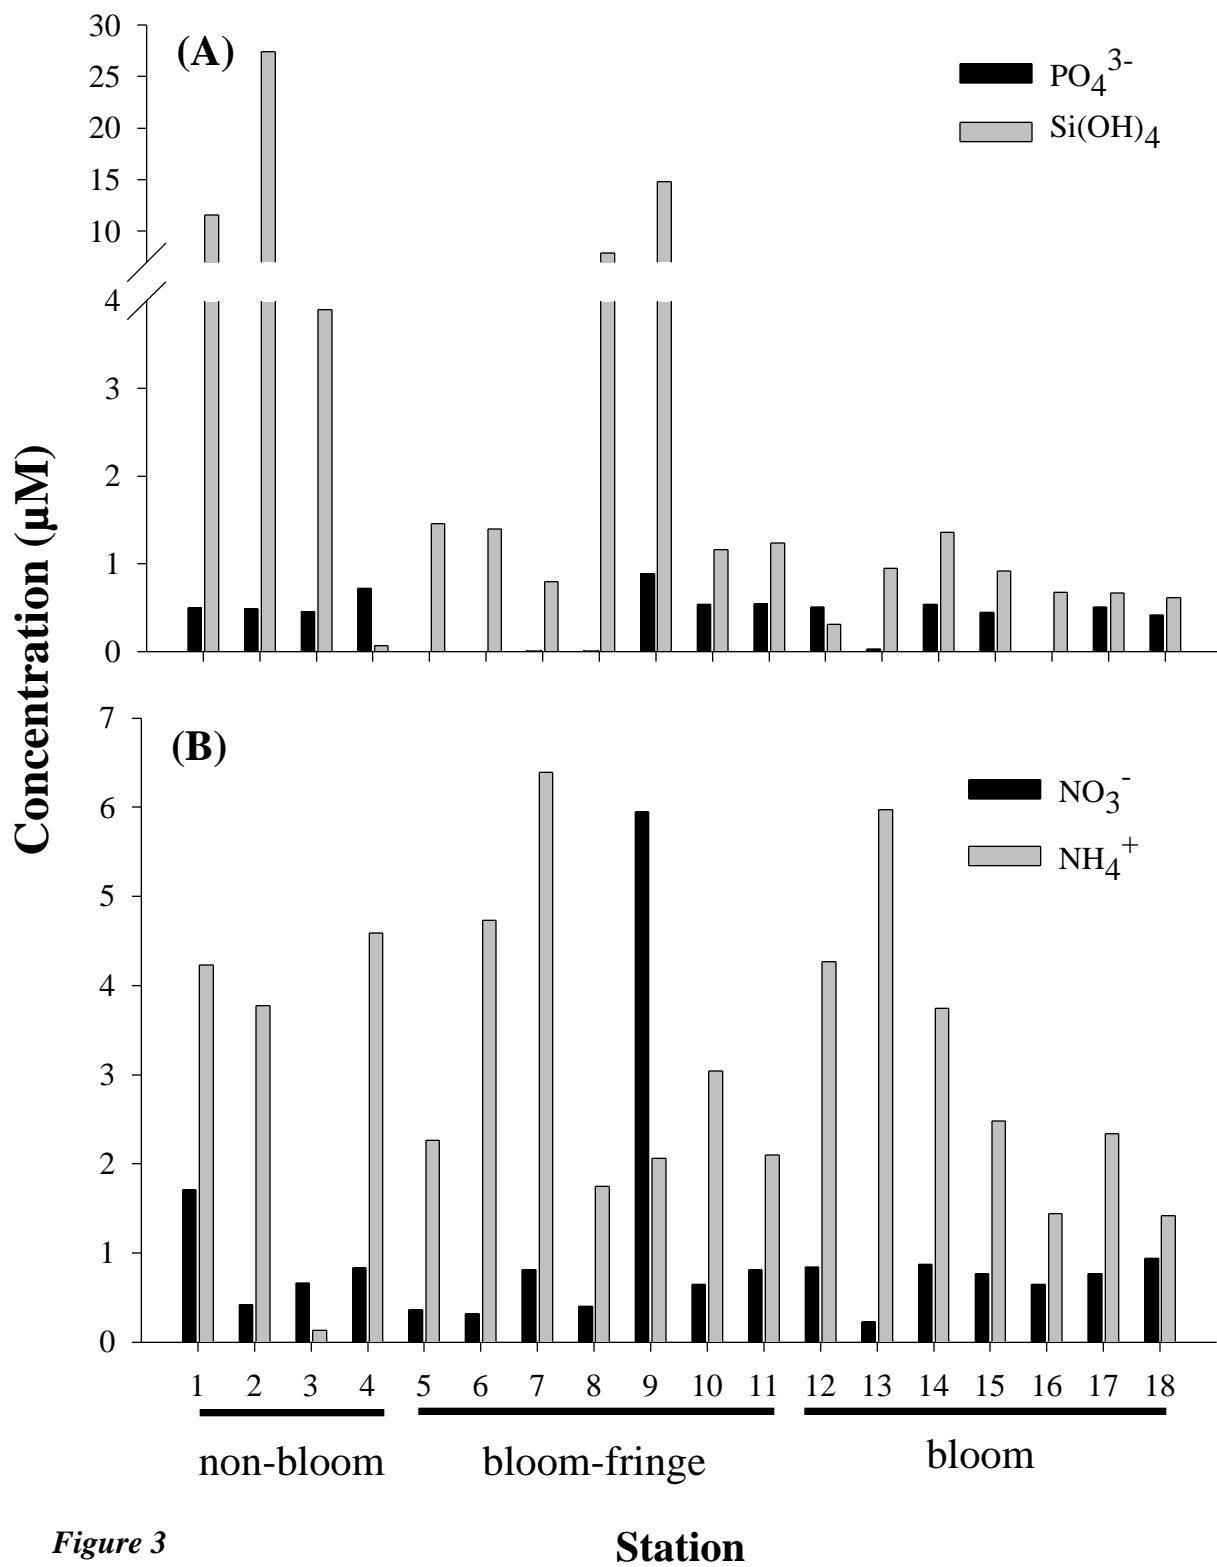 (A)
PO4^3-
Si(OH)4
30
25
20
15
10
4
3
2
1
0
Concentration (µM)
(B)
NO3^-
NH4^+
7
6
5
4
3
2
1
0
1 2 3 4 5 6 7 8 9 10 11 12 13 14 15 16 17 18
non-bloom bloom-fringe bloom
Figure 3 Station